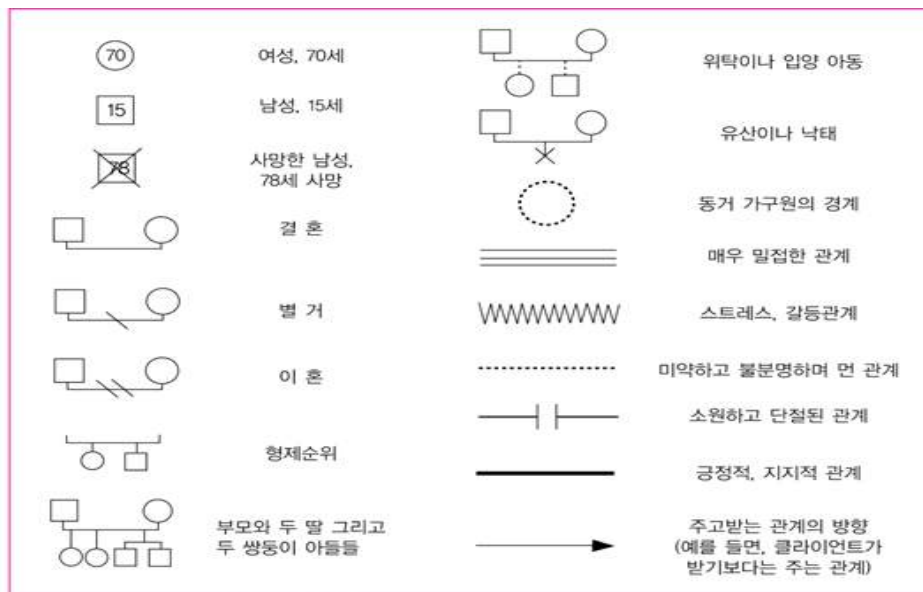 70
여성, 70세
15
남성, 15세
78
사망한 남성,
78세 사망
결 혼
별 거
이 혼
형제순위
부모와 두 딸 그리고
두 쌍둥이 아들들
위탁이나 입양 아동
유산이나 낙태
동거 가구원의 경계
매우 밀접한 관계
스트레스, 갈등관계
미약하고 불분명하며 먼 관계
소원하고 단절된 관계
긍정적, 지지적 관계
주고받는 관계의 방향
(예를 들면, 클라이언트가
받기보다는 주는 관계)